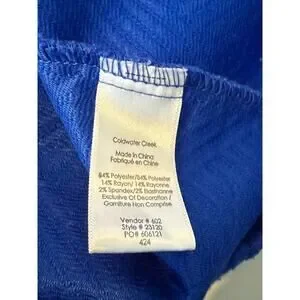 Coldwater Creek
Made in China
Fabriqué en Chine
84% Polyester/84% Polyester
14% Rayon/ 14% Rayonne
2% Spandex/2% Elasthanne
Exclusive Of Decoration /
Garniture Non Comprise
Vendor # 602
Style # 23120
PO# 606121
424